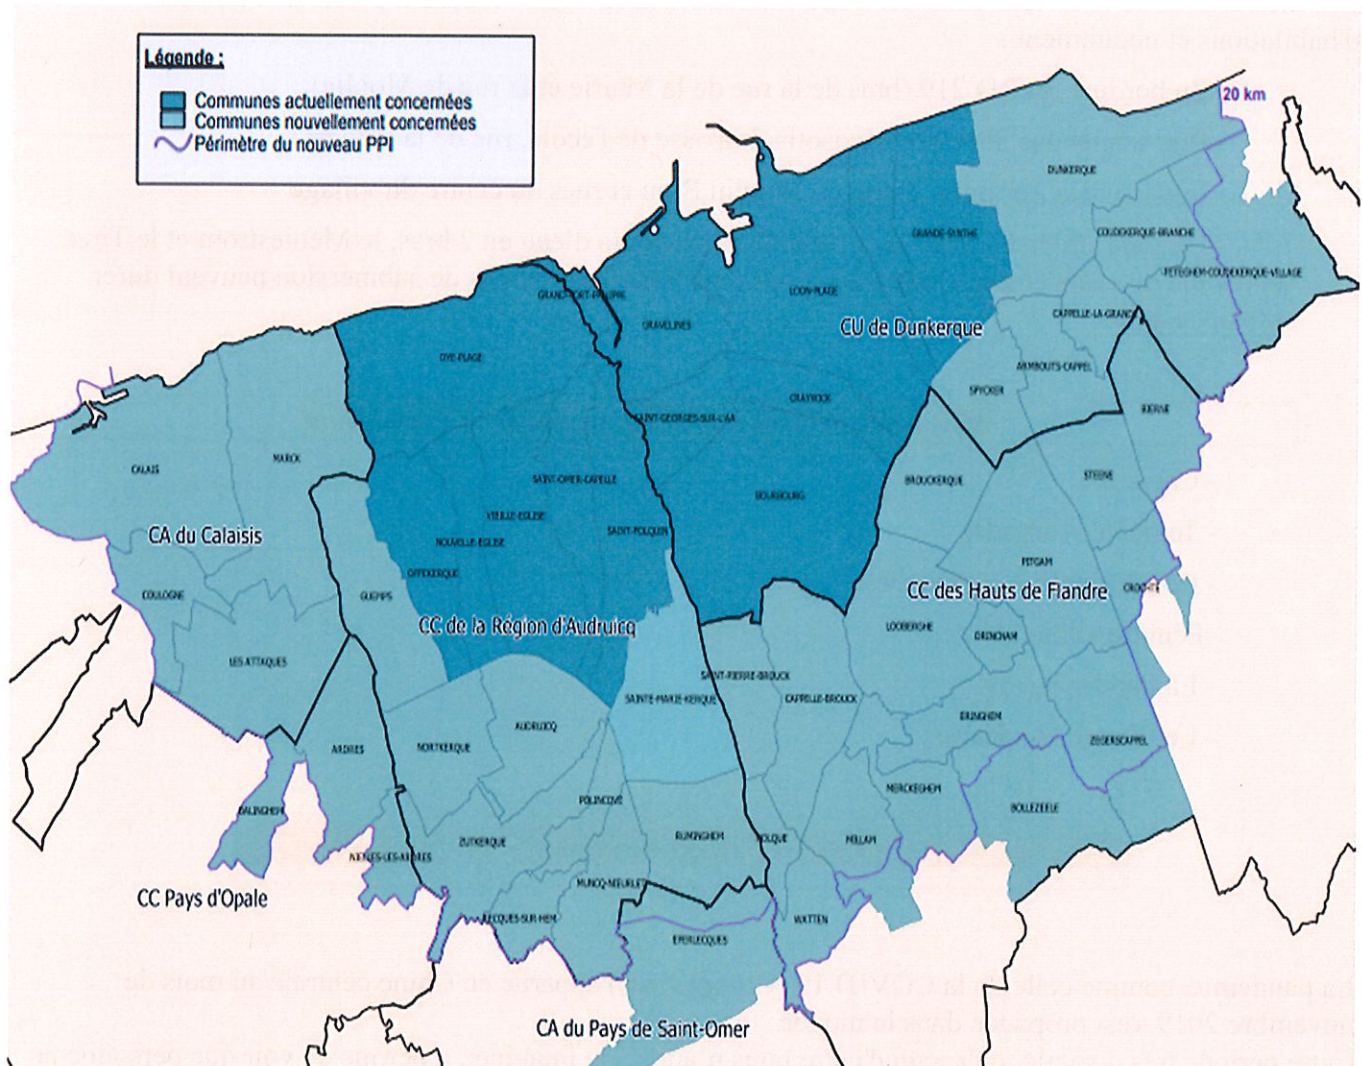 Légende :
Communes actuellement concernées
Communes nouvellement concernées
Périmètre du nouveau PPI
20 km
DUNKERQUE
GRANDE-SYNTHE
COUDEKERQUE-BRANCHE
TETEGHEM-COUDEKERQUE-VILLAGE
GRAND-FORT-PHILIPPE
LOON-PLAGE
GRAVELINES
CAPPELLE-LA-GRANDE
CU de Dunkerque
OYE-PLAGE
ARMBOUTS-CAPPEL
SPYCKER
CRAYWICK
BIERNE
SAINT-GEORGES-SUR-L'AA
MARCK
CALAIS
STEENE
BROUCKERQUE
SAINT-OMER-CAPELLE
BOURBOURG
VIEILLE-EGLISE
SAINT-FOLQUIN
CA du Calaisis
NOUVELLE-EGLISE
PITGAM
OFFEKERQUE
CROCHTE
CC des Hauts de Flandre
COULOGNE
GUEMPS
CC de la Région d'Audruicq
LOOBERGHE
DRINCHAM
LES ATTAQUES
SAINT-PIERRE-BROUCK
SAINTE-MARIE-KERQUE
CAPPELLE-BROUCK
ERINGHEM
AUDRUICQ
ZEGERSCAPPEL
ARDRES
NORTKERQUE
MERCKEGHEM
POLINCOVE
BOLLEZEELE
BALINGHEM
RUMINGHEM
HOLQUE
MILLAM
ZUTKERQUE
NIELLES-LES-ARDRES
MUNCQ-NIEURLET
CC Pays d'Opale
RECQUES-SUR-HEM
WATTEN
EPERLECQUES
CA du Pays de Saint-Omer